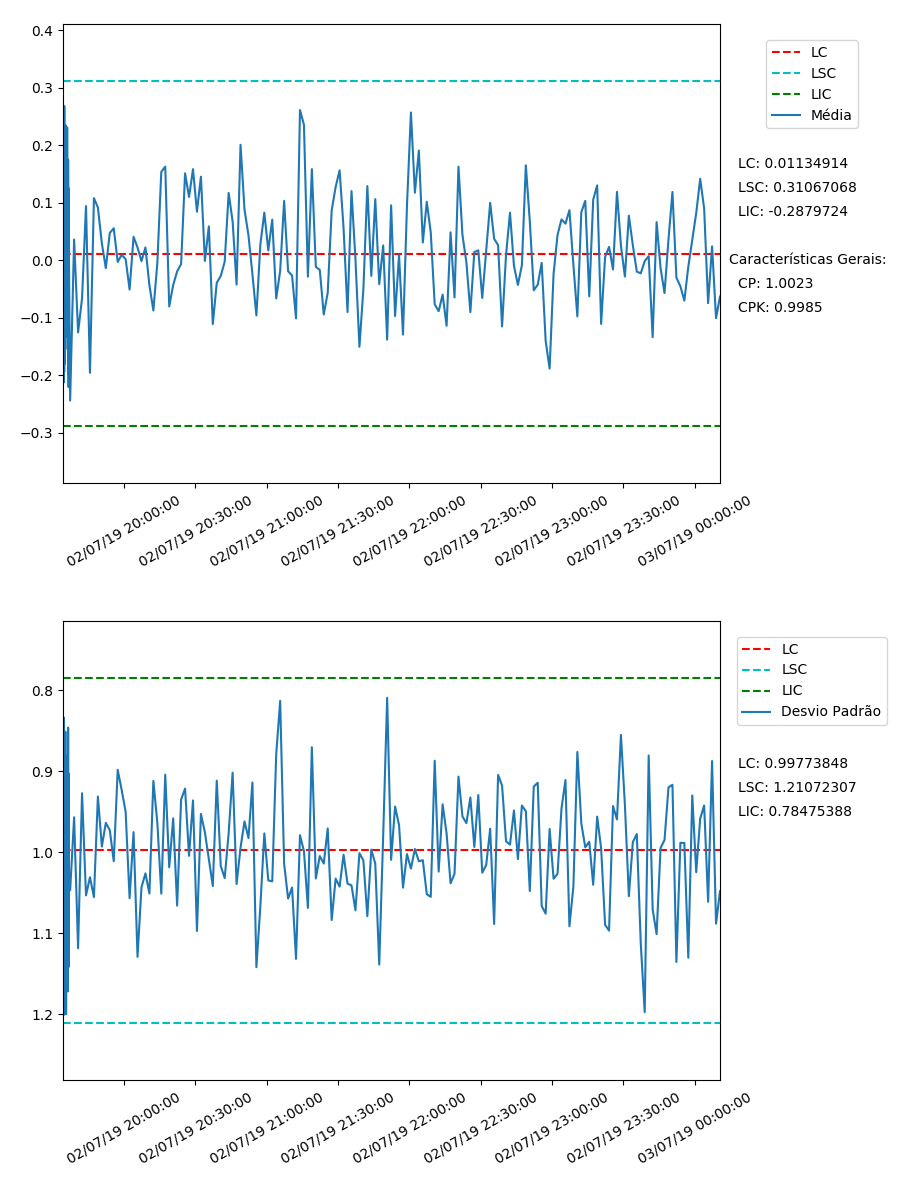 0.4
0.3
0.2
0.1
0.0
−0.1
−0.2
−0.3
02/07/19 20:00:00
02/07/19 20:30:00
02/07/19 21:00:00
02/07/19 21:30:00
02/07/19 22:00:00
02/07/19 22:30:00
02/07/19 23:00:00
02/07/19 23:30:00
03/07/19 00:00:00
LC
LSC
LIC
Média
LC: 0.01134914
LSC: 0.31067068
LIC: -0.2879724
Características Gerais:
CP: 1.0023
CPK: 0.9985
0.8
0.9
1.0
1.1
1.2
02/07/19 20:00:00
02/07/19 20:30:00
02/07/19 21:00:00
02/07/19 21:30:00
02/07/19 22:00:00
02/07/19 22:30:00
02/07/19 23:00:00
02/07/19 23:30:00
03/07/19 00:00:00
LC
LSC
LIC
Desvio Padrão
LC: 0.99773848
LSC: 1.21072307
LIC: 0.78475388